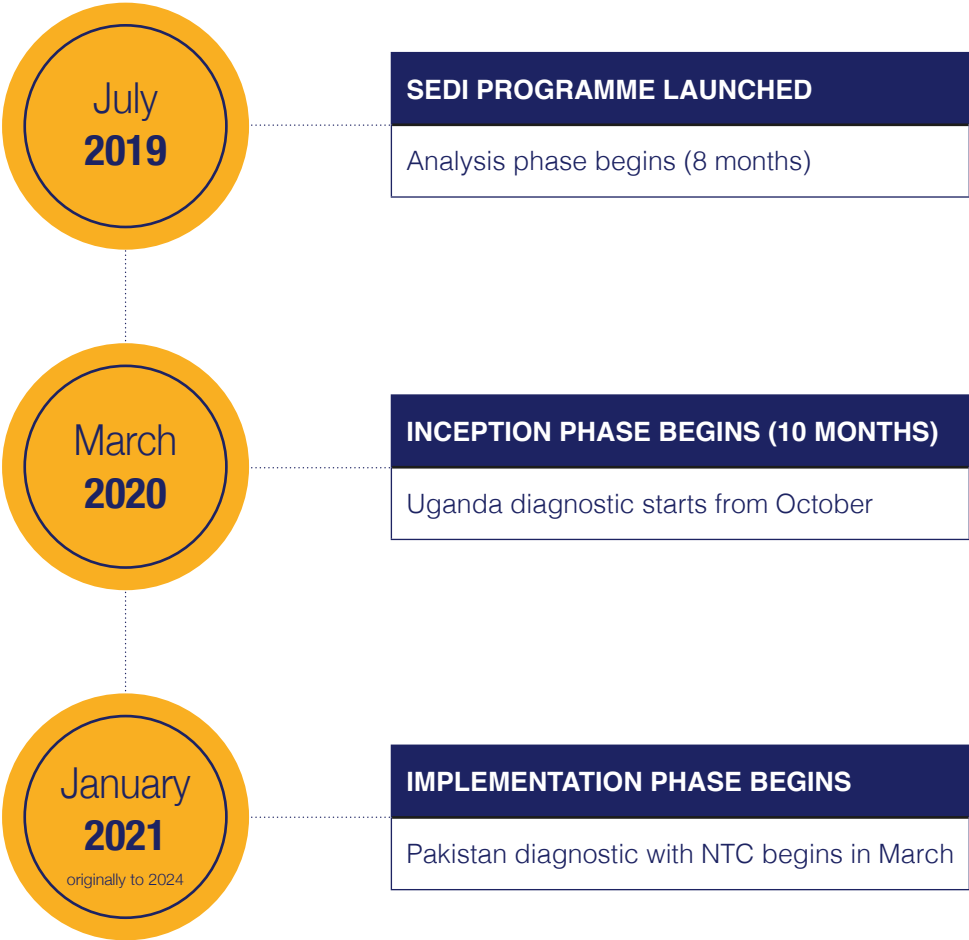 July
2019
SEDI PROGRAMME LAUNCHED
Analysis phase begins (8 months)
March
2020
INCEPTION PHASE BEGINS (10 MONTHS)
Uganda diagnostic starts from October
January
2021
originally to 2024
IMPLEMENTATION PHASE BEGINS
Pakistan diagnostic with NTC begins in March